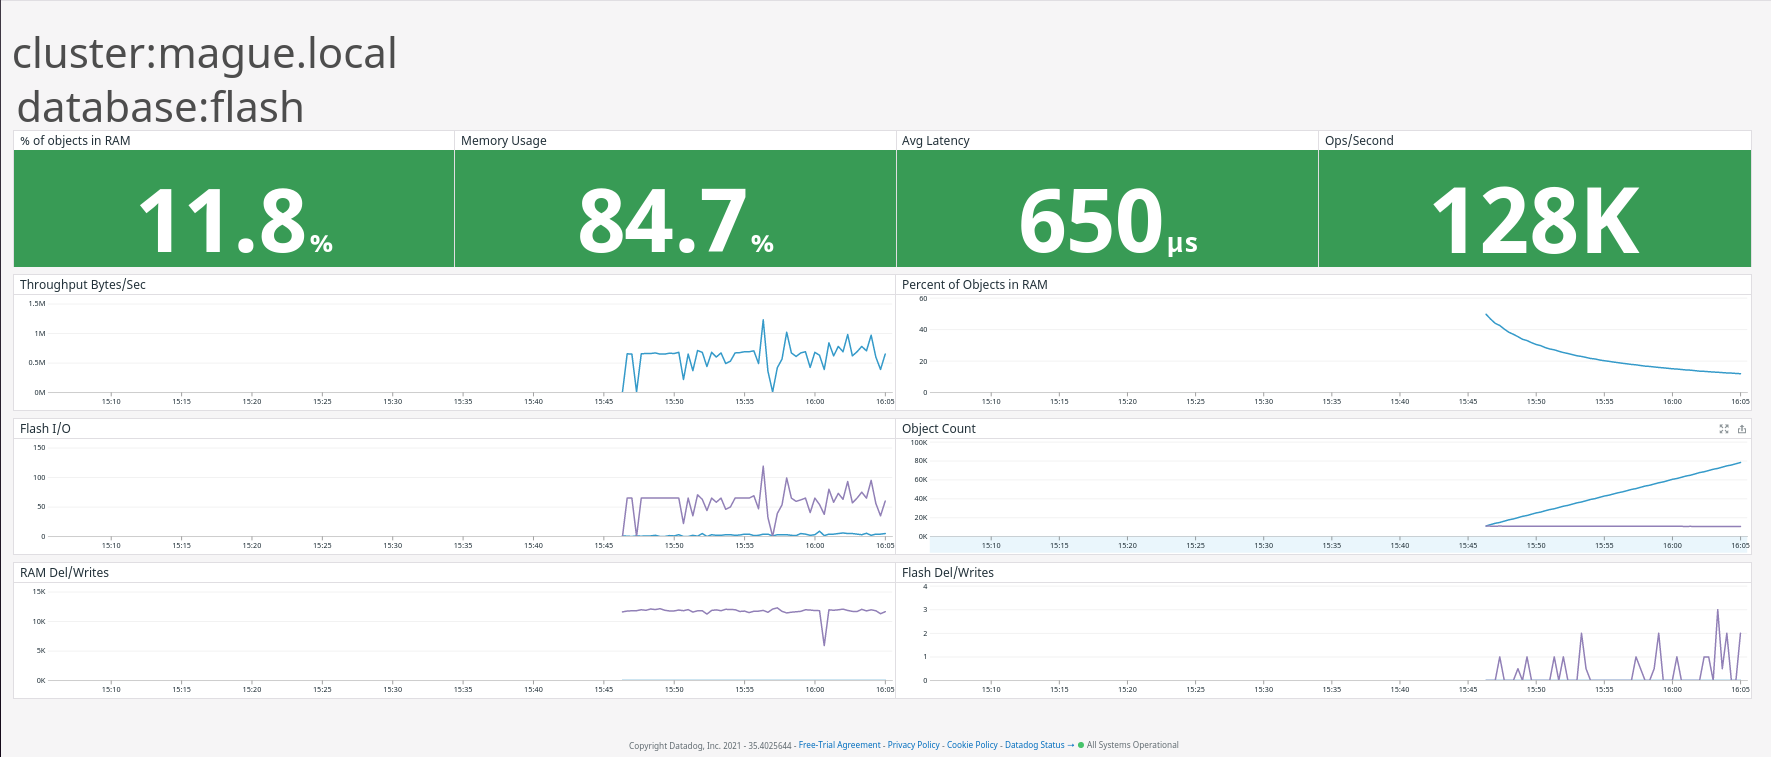 cluster:mague.local
database:flash
% of objects in RAM
11.8%
Memory Usage
84.7%
Avg Latency
650µs
Ops/Second
128K
Throughput Bytes/Sec
1.5M
1M
0.5M
0M
15:10 15:15 15:20 15:25 15:30 15:35 15:40 15:45 15:50 15:55 16:00 16:05
Percent of Objects in RAM
60
40
20
0
15:10 15:15 15:20 15:25 15:30 15:35 15:40 15:45 15:50 15:55 16:00 16:05
Flash I/O
150
100
50
0
15:10 15:15 15:20 15:25 15:30 15:35 15:40 15:45 15:50 15:55 16:00 16:05
Object Count
100K
80K
60K
40K
20K
0K
15:10 15:15 15:20 15:25 15:30 15:35 15:40 15:45 15:50 15:55 16:00 16:05
RAM Del/Writes
15K
10K
5K
0K
15:10 15:15 15:20 15:25 15:30 15:35 15:40 15:45 15:50 15:55 16:00 16:05
Flash Del/Writes
4
3
2
1
0
15:10 15:15 15:20 15:25 15:30 15:35 15:40 15:45 15:50 15:55 16:00 16:05
Copyright Datadog, Inc. 2021 - 35.4025644 - Free-Trial Agreement - Privacy Policy - Cookie Policy - Datadog Status → All Systems Operational